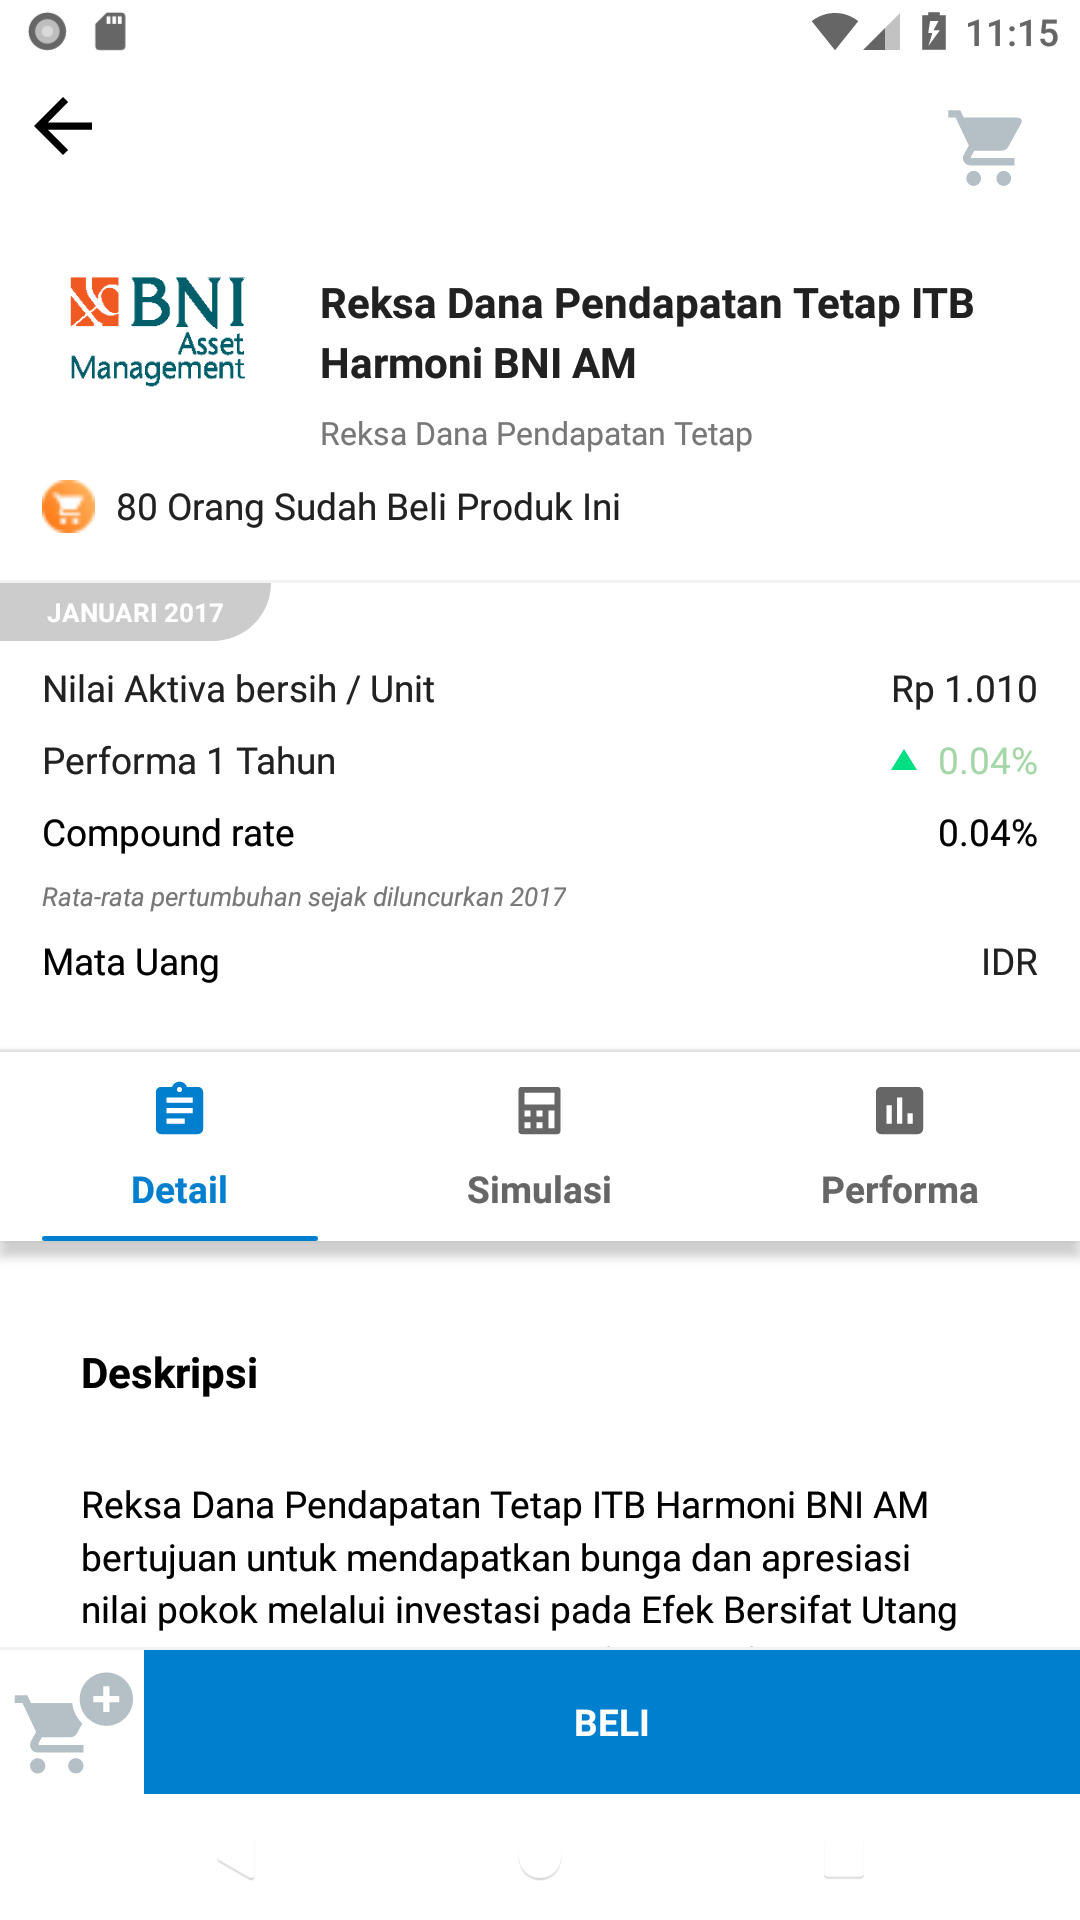 11:15
BNI
Asset
Management
Reksa Dana Pendapatan Tetap ITB
Harmoni BNI AM
Reksa Dana Pendapatan Tetap
80 Orang Sudah Beli Produk Ini
JANUARI 2017
Nilai Aktiva bersih / Unit Rp 1.010
Performa 1 Tahun 0.04%
Compound rate 0.04%
Rata-rata pertumbuhan sejak diluncurkan 2017
Mata Uang IDR
Detail Simulasi Performa
Deskripsi
Reksa Dana Pendapatan Tetap ITB Harmoni BNI AM
bertujuan untuk mendapatkan bunga dan apresiasi
nilai pokok melalui investasi pada Efek Bersifat Utang
BELI